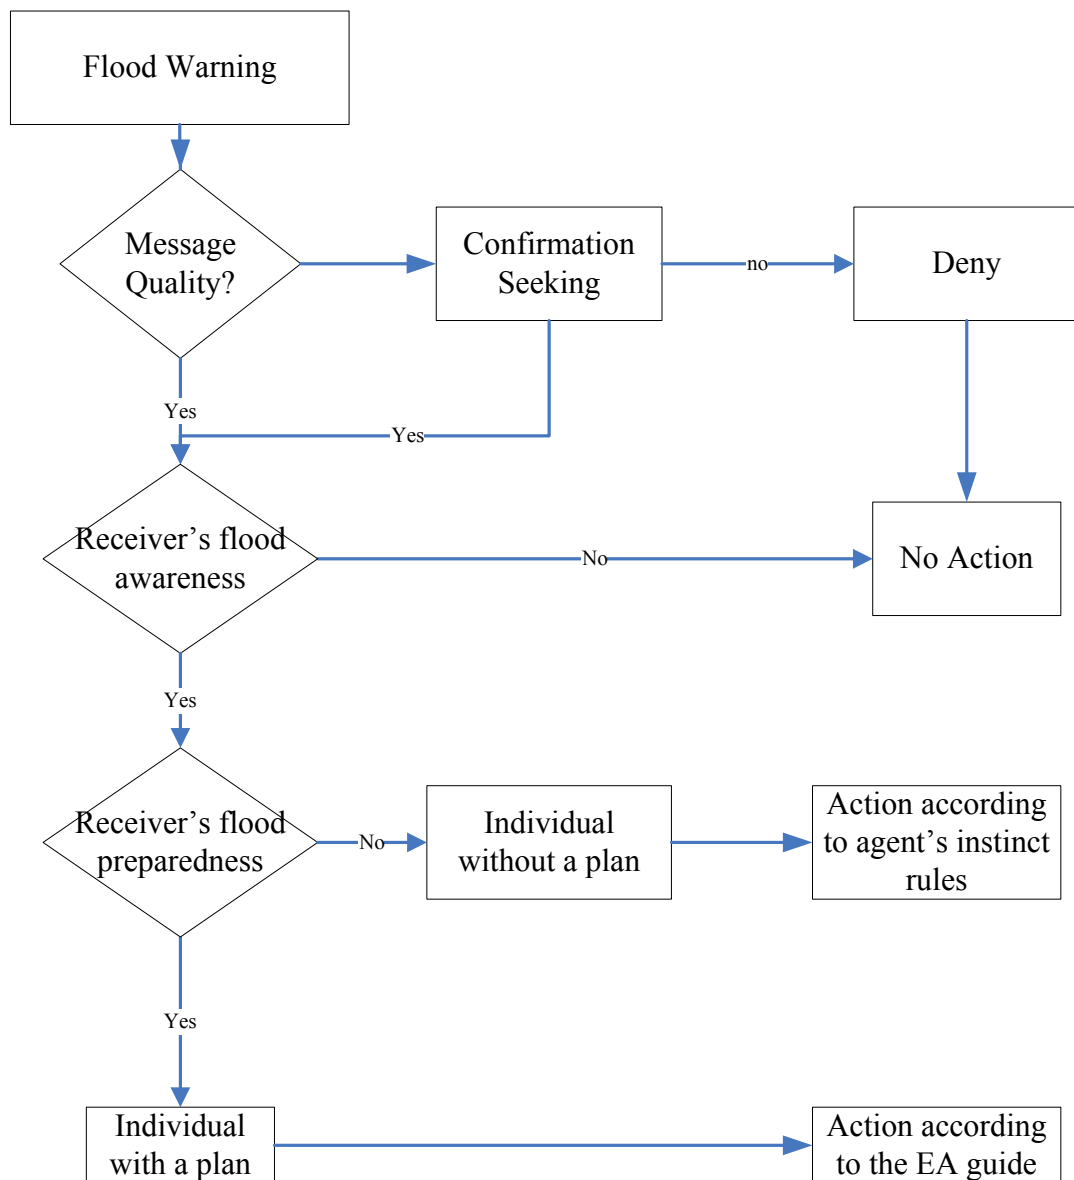 Flood Warning
Message
Quality?
Confirmation
Seeking
no
Deny
Yes
Yes
Receiver’s flood
awareness
No
No Action
Yes
Receiver’s flood
preparedness
No
Individual
without a plan
Action according
to agent’s instinct
rules
Yes
Individual
with a plan
Action according
to the EA guide